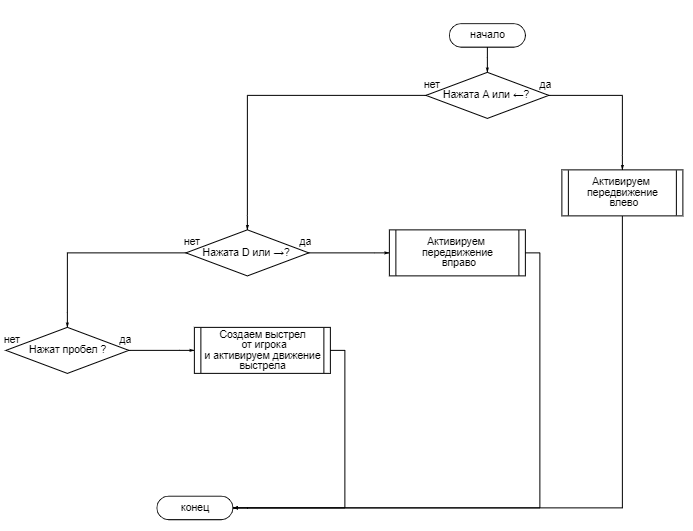 начало
нет
да
Нажата A или ←?
Активируем
передвижение
влево
нет
да
Нажата D или →?
Активируем
передвижение
вправо
нет
да
Нажат пробел ?
Создаем выстрел
от игрока
и активируем движение
выстрела
конец